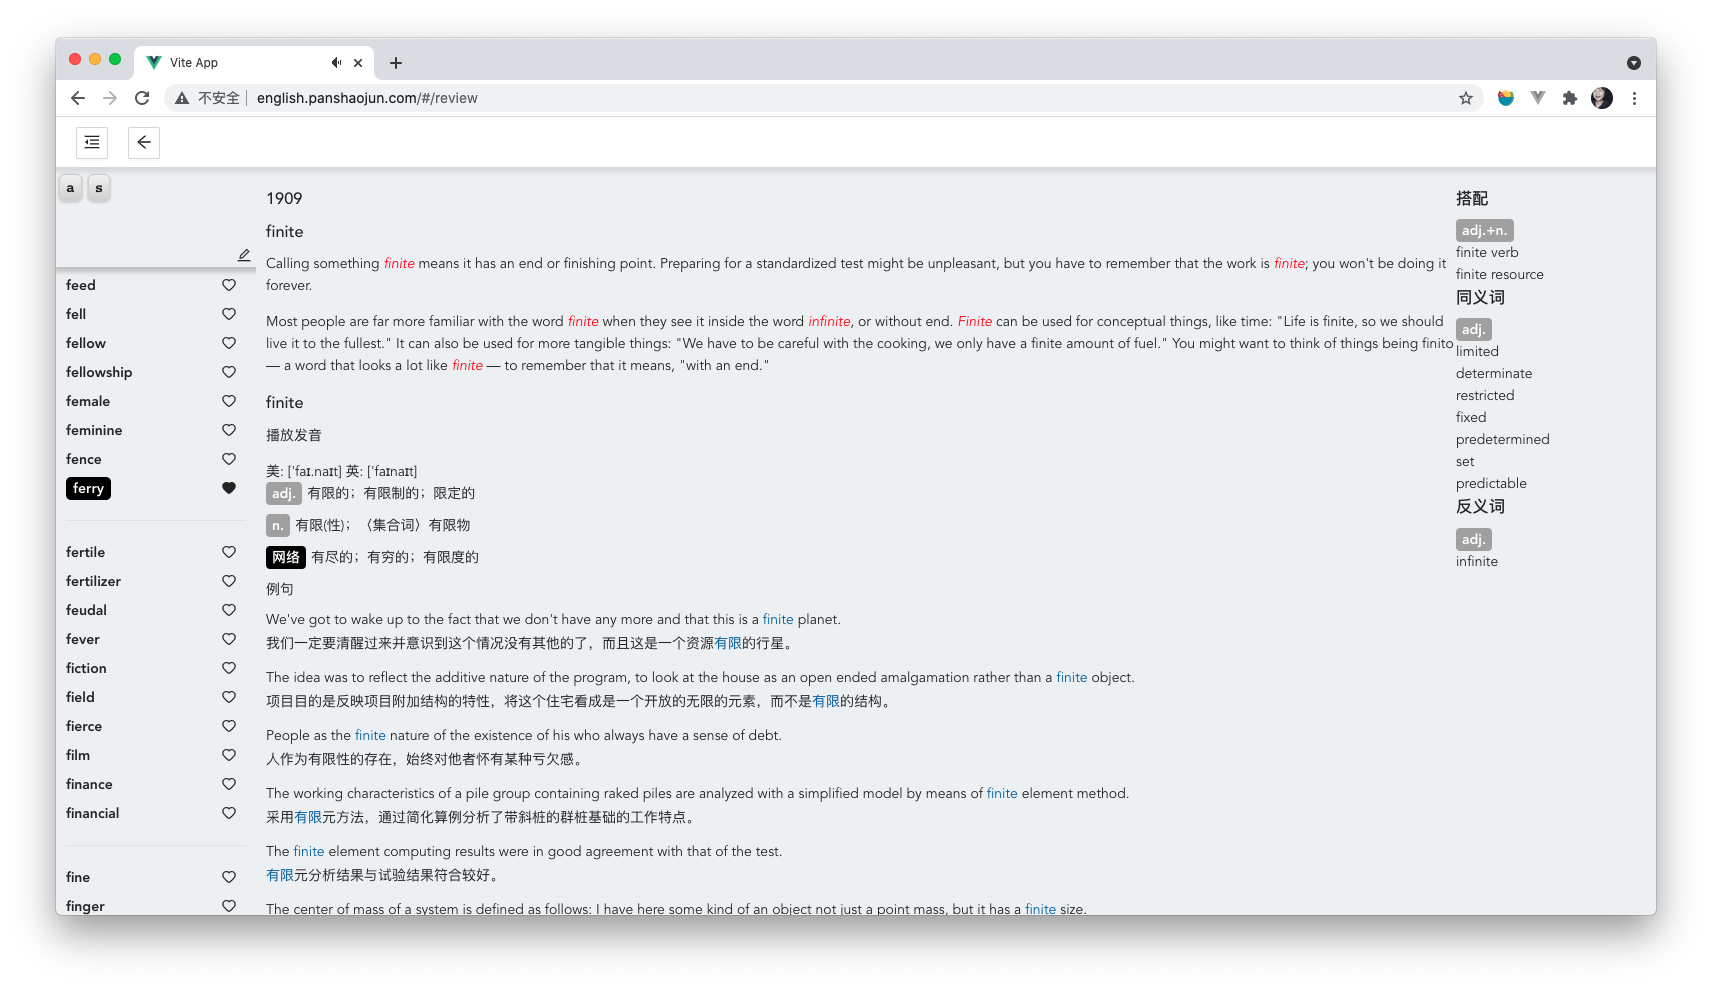 Vite App
不安全
english.panshaojun.com/#/review
a s
feed
fell
fellow
fellowship
female
feminine
fence
ferry
fertile
fertilizer
feudal
fever
fiction
field
fierce
film
finance
financial
fine
finger
1909
finite
Calling something finite means it has an end or finishing point. Preparing for a standardized test might be unpleasant, but you have to remember that the work is finite; you won't be doing it
forever.
Most people are far more familiar with the word finite when they see it inside the word infinite, or without end. Finite can be used for conceptual things, like time: "Life is finite, so we should
live it to the fullest." It can also be used for more tangible things: "We have to be careful with the cooking, we only have a finite amount of fuel." You might want to think of things being finito
— a word that looks a lot like finite — to remember that it means, "with an end."
finite
播放发音
美: ['faɪ.naɪt] 英: ['faɪnaɪt]
adj. 有限的；有限制的；限定的
n. 有限(性)；〈集合词〉有限物
网络 有尽的；有穷的；有限度的
例句
We've got to wake up to the fact that we don't have any more and that this is a finite planet.
我们一定要清醒过来并意识到这个情况没有其他的了，而且这是一个资源有限的行星。
The idea was to reflect the additive nature of the program, to look at the house as an open ended amalgamation rather than a finite object.
项目目的是反映项目附加结构的特性，将这个住宅看成是一个开放的无限的元素，而不是有限的结构。
People as the finite nature of the existence of his who always have a sense of debt.
人作为有限性的存在，始终对他者怀有某种亏欠感。
The working characteristics of a pile group containing raked piles are analyzed with a simplified model by means of finite element method.
采用有限元方法，通过简化算例分析了带斜桩的群桩基础的工作特点。
The finite element computing results were in good agreement with that of the test.
有限元分析结果与试验结果符合较好。
The center of mass of a system is defined as follows: I have here some kind of an object not just a point mass, but it has a finite size.
搭配
adj.+n.
finite verb
finite resource
同义词
adj.
limited
determinate
restricted
fixed
predetermined
set
predictable
反义词
adj.
infinite